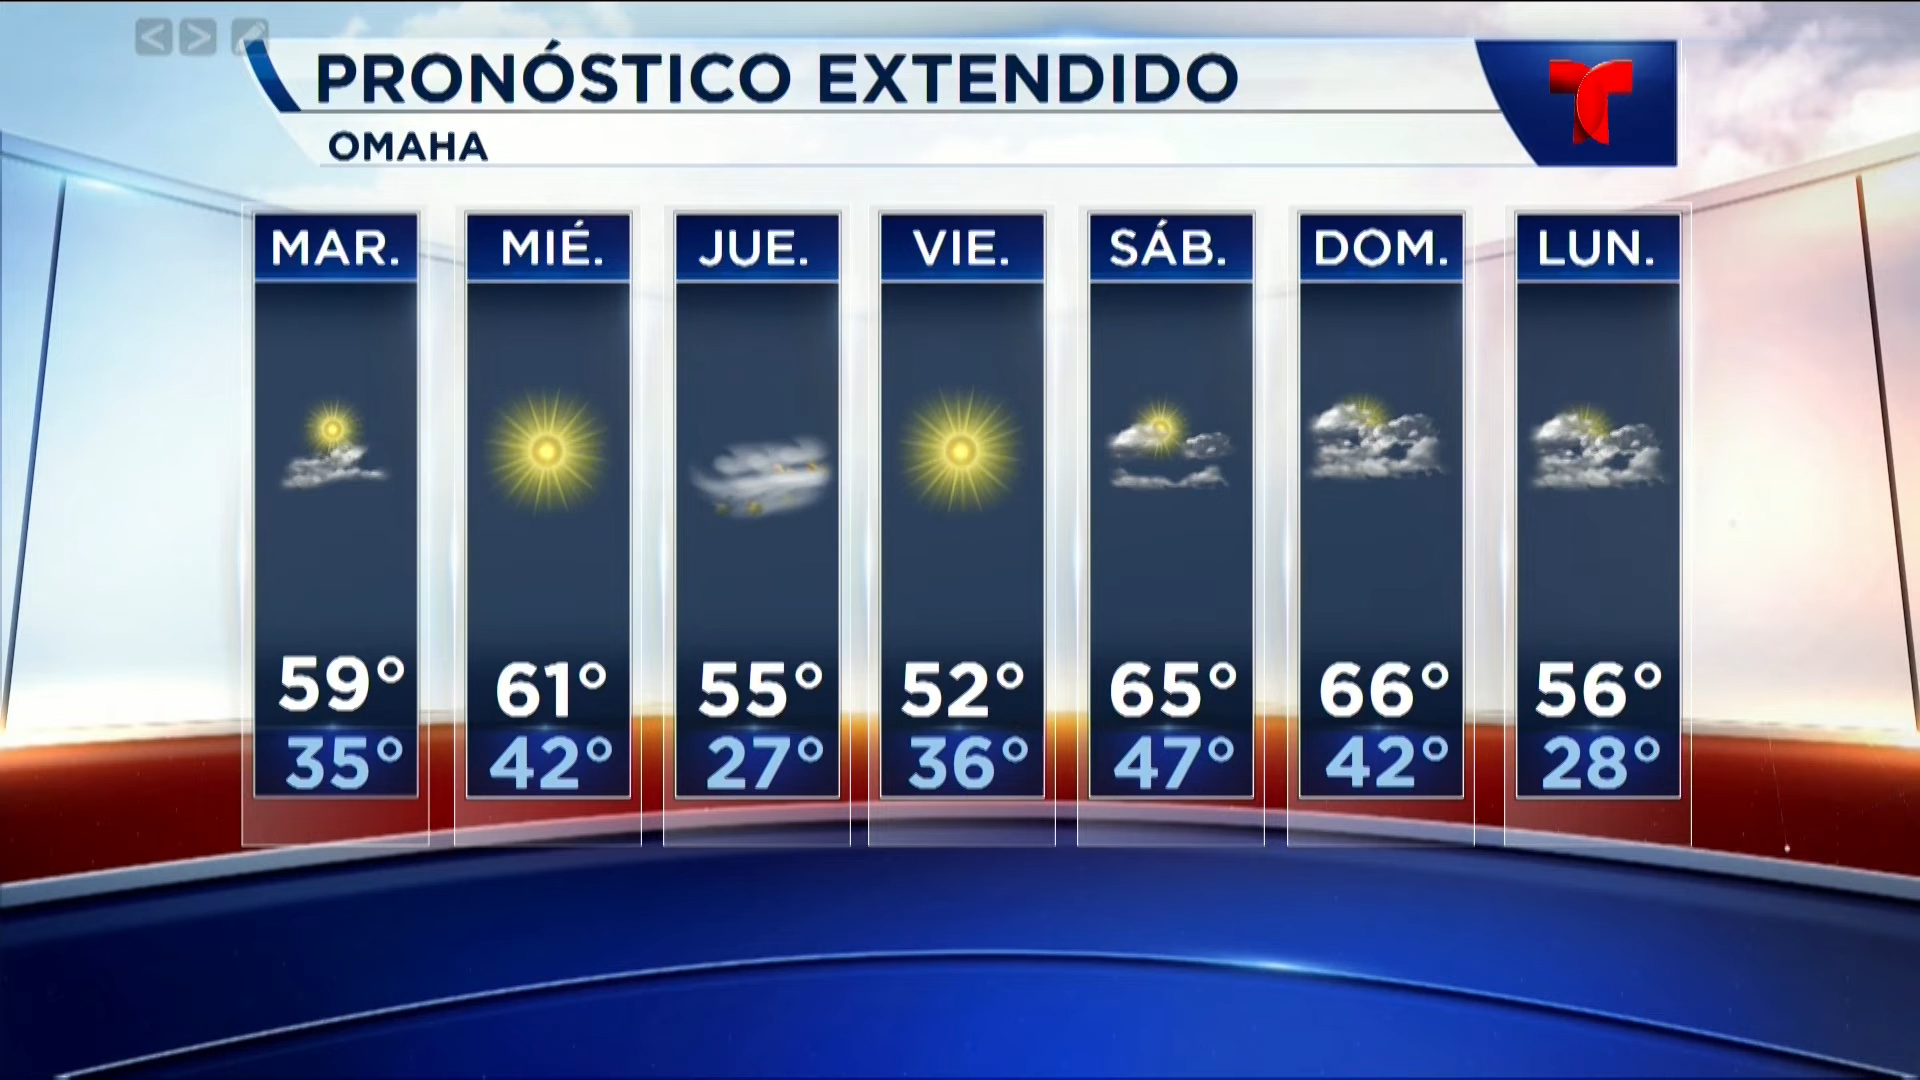 PRONÓSTICO EXTENDIDO
OMAHA
MAR. MIÉ. JUE. VIE. SÁB. DOM. LUN.
59° 61° 55° 52° 65° 66° 56°
35° 42° 27° 36° 47° 42° 28°